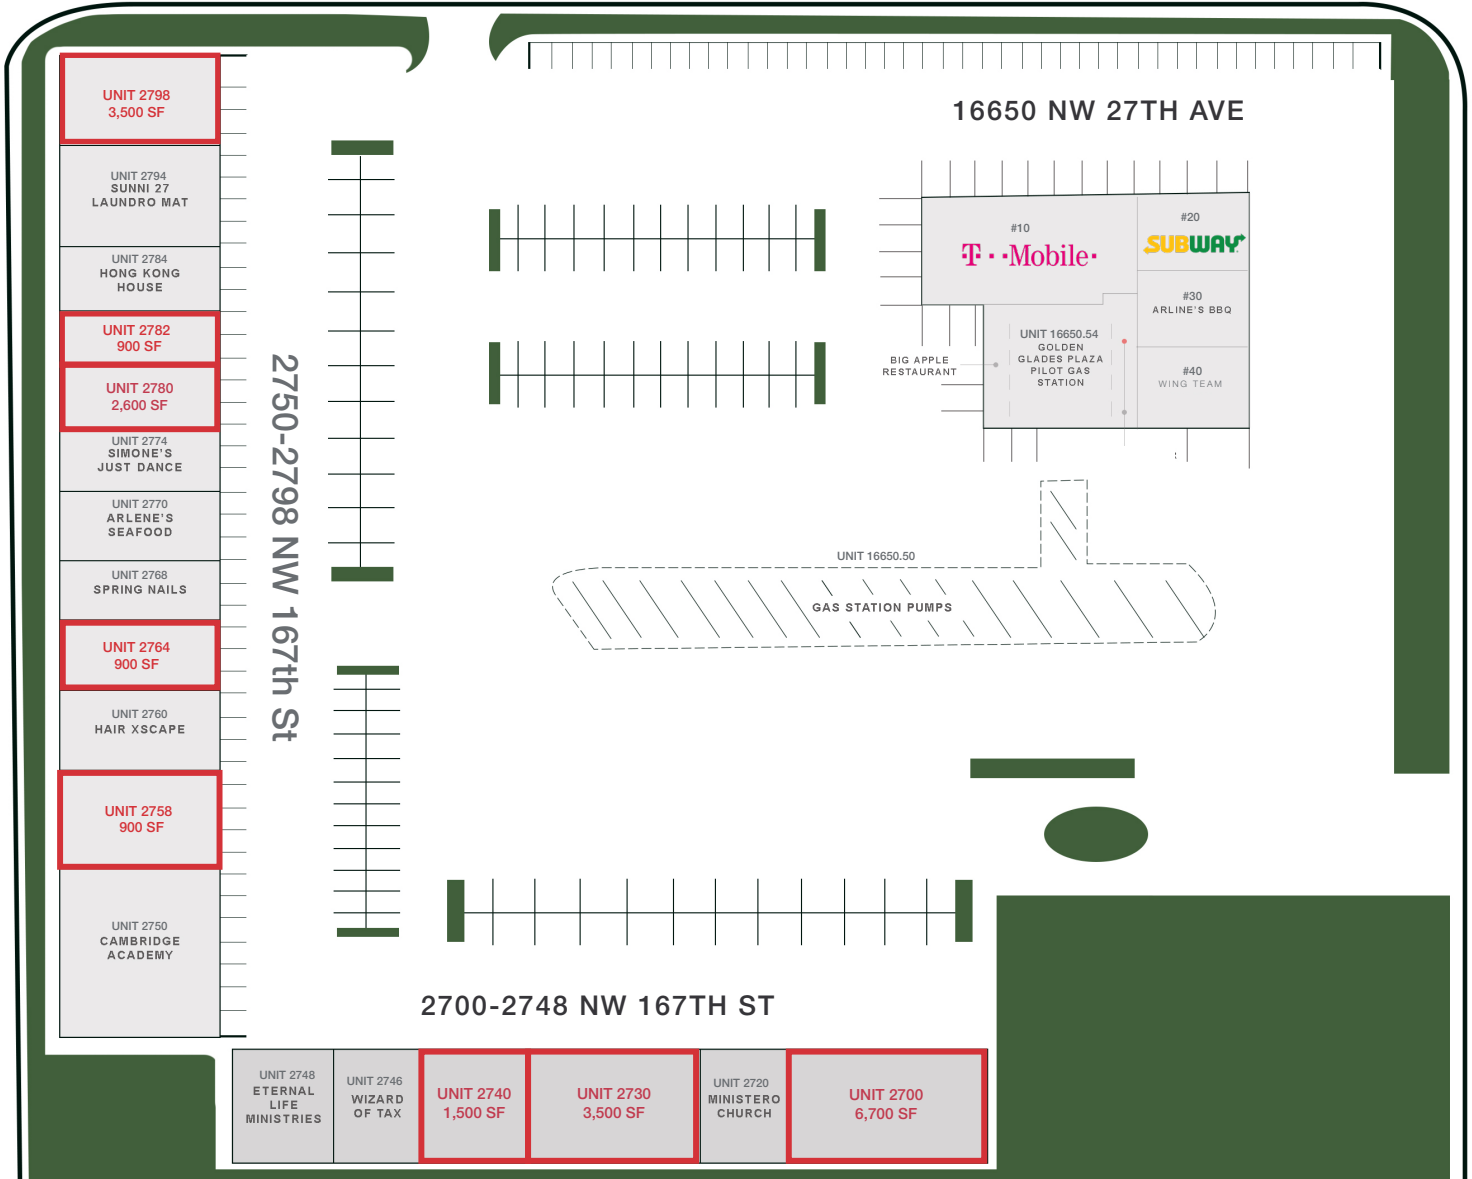 UNIT 2798
3,500 SF
UNIT 2794
SUNNI 27
LAUNDRO MAT
UNIT 2784
HONG KONG
HOUSE
UNIT 2782
900 SF
UNIT 2780
2,600 SF
UNIT 2774
SIMONE'S
JUST DANCE
UNIT 2770
ARLENE'S
SEAFOOD
UNIT 2768
SPRING NAILS
UNIT 2764
900 SF
UNIT 2760
HAIR XSCAPE
UNIT 2758
900 SF
UNIT 2750
CAMBRIDGE
ACADEMY
2750-2798 NW 167th St
16650 NW 27TH AVE
#10
T-Mobile
#20
SUBWAY
#30
ARLINE'S BBQ
#40
WING TEAM
UNIT 16650.54
GOLDEN
GLADES PLAZA
PILOT GAS
STATION
BIG APPLE
RESTAURANT
UNIT 16650.50
GAS STATION PUMPS
2700-2748 NW 167TH ST
UNIT 2748
ETERNAL
LIFE
MINISTRIES
UNIT 2746
WIZARD
OF TAX
UNIT 2740
1,500 SF
UNIT 2730
3,500 SF
UNIT 2720
MINISTERO
CHURCH
UNIT 2700
6,700 SF